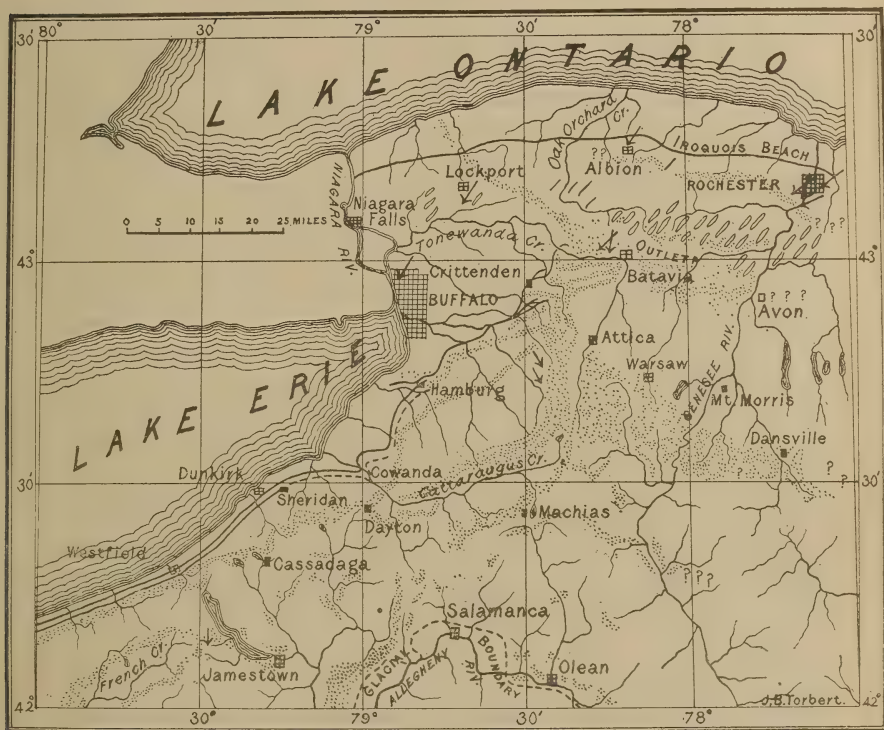 80°
30′
79°
30′
78°
30′
30′
LAKE ONTARIO
Oak Orchard Cr.
IROQUOIS BEACH
??
Albion
Lockport
ROCHESTER
NIAGARA RIV.
Niagara Falls
0 5 10 15 20 25 MILES
? ? ?
Tonewanda Cr.
OUTLETS
43°
43°
Crittenden
Batavia
BUFFALO
? ? ?
Avon
Attica
GENESEE RIV.
LAKE ERIE
Warsaw
Hamburg
Mt. Morris
Dansville
Dunkirk
Cowanda
Cattaraugus Cr.
? ?
30′
30′
Sheridan
Dayton
Machias
Westfield
Cassadaga
???
Salamanca
French Cr.
Jamestown
GLACIAL BOUNDARY
ALLEGHENY RIV.
Olean
J.B. Torbert.
42°
42°
30′
79°
30′
78°
30′